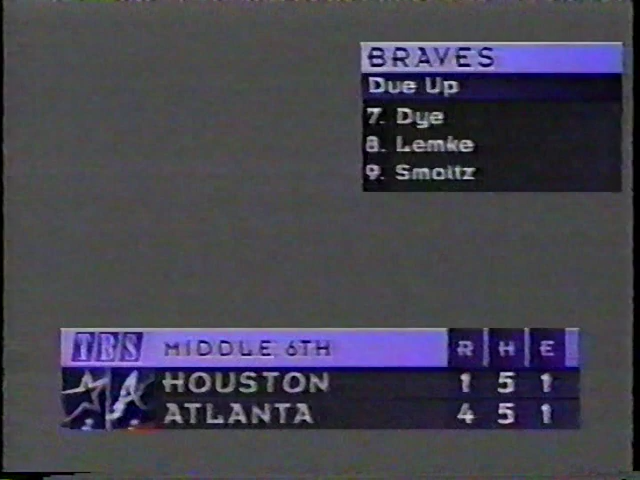 BRAVES
Due Up
7. Dye
8. Lemke
9. Smoltz
TBS MIDDLE 6TH R H E
HOUSTON 1 5 1
ATLANTA 4 5 1